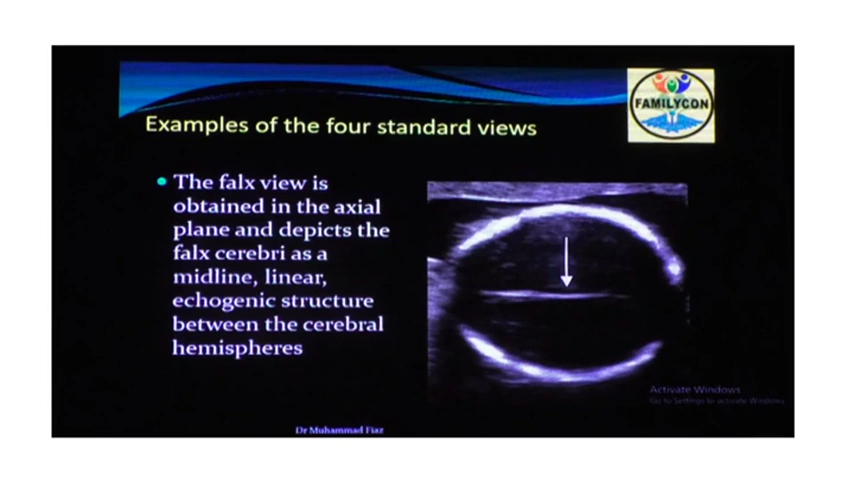 FAMILYCON
Examples of the four standard views
The falx view is
obtained in the axial
plane and depicts the
falx cerebri as a
midline, linear,
echogenic structure
between the cerebral
hemispheres
Activate Windows
Go to Settings to activate Windows
Dr Muhammad Fiaz